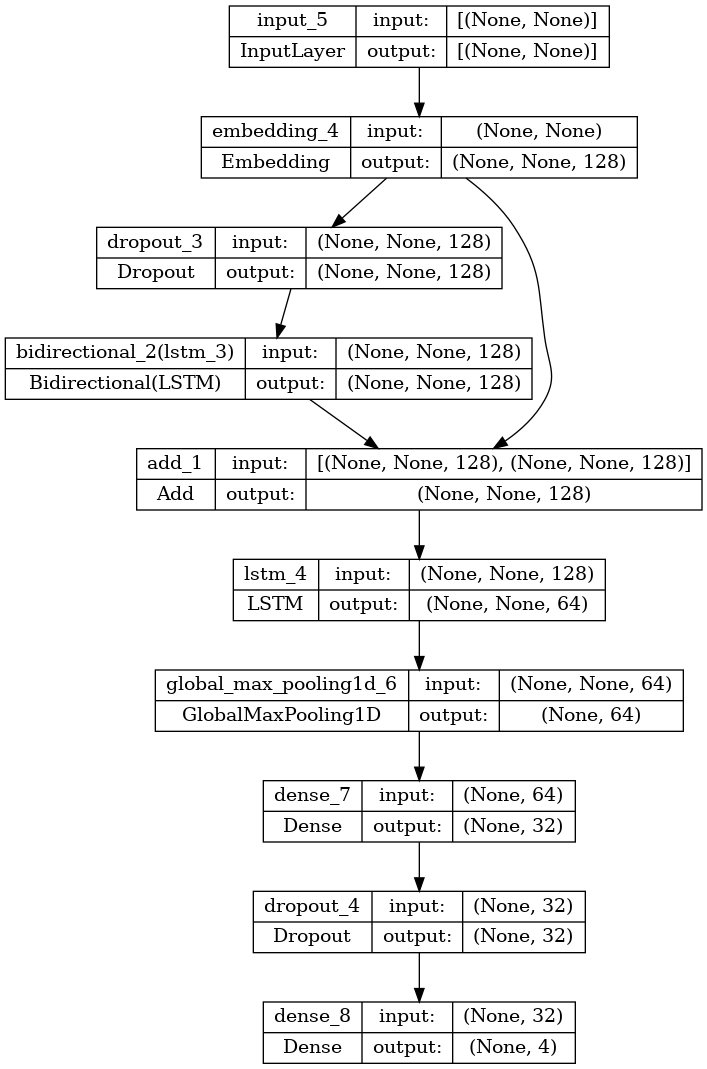 input_5 input: [(None, None)]
InputLayer output: [(None, None)]
embedding_4 input: (None, None)
Embedding output: (None, None, 128)
dropout_3 input: (None, None, 128)
Dropout output: (None, None, 128)
bidirectional_2(lstm_3) input: (None, None, 128)
Bidirectional(LSTM) output: (None, None, 128)
add_1 input: [(None, None, 128), (None, None, 128)]
Add output: (None, None, 128)
lstm_4 input: (None, None, 128)
LSTM output: (None, None, 64)
global_max_pooling1d_6 input: (None, None, 64)
GlobalMaxPooling1D output: (None, 64)
dense_7 input: (None, 64)
Dense output: (None, 32)
dropout_4 input: (None, 32)
Dropout output: (None, 32)
dense_8 input: (None, 32)
Dense output: (None, 4)